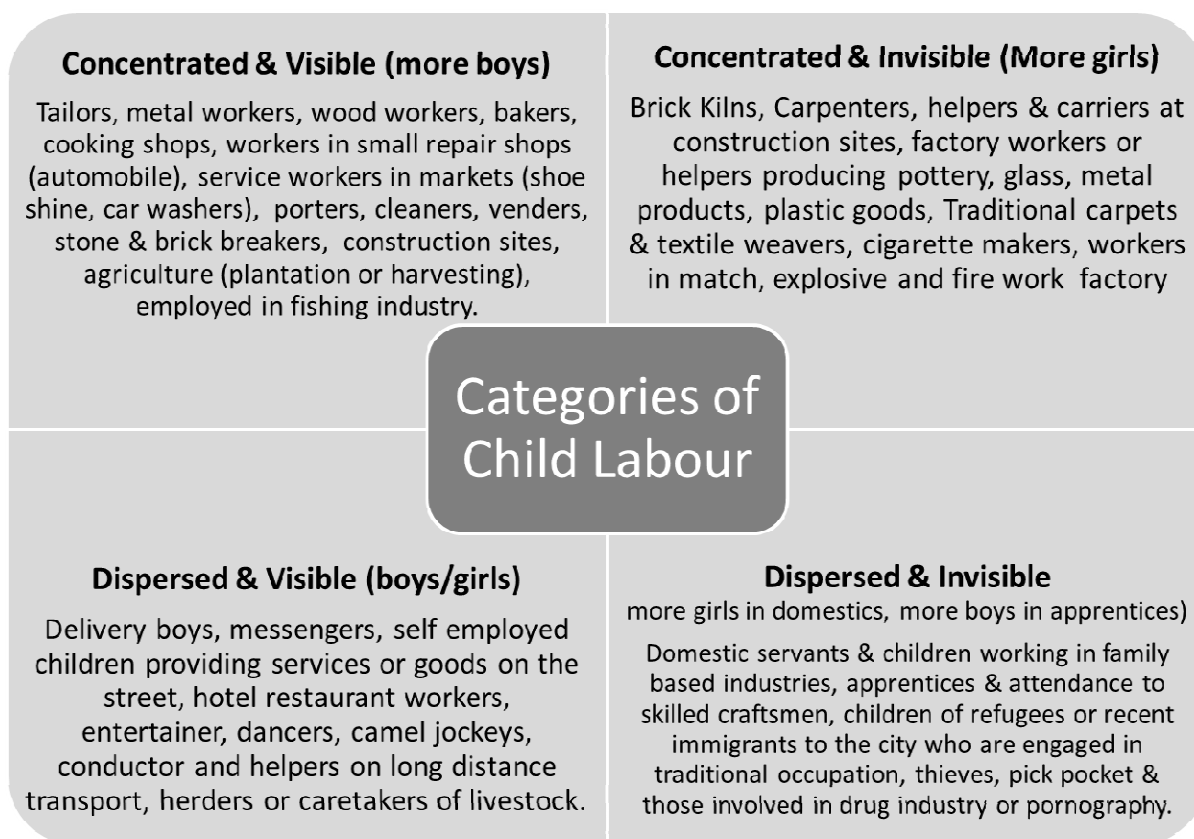 Concentrated & Visible (more boys)
Tailors, metal workers, wood workers, bakers,
cooking shops, workers in small repair shops
(automobile), service workers in markets (shoe
shine, car washers), porters, cleaners, venders,
stone & brick breakers, construction sites,
agriculture (plantation or harvesting),
employed in fishing industry.
Concentrated & Invisible (More girls)
Brick Kilns, Carpenters, helpers & carriers at
construction sites, factory workers or
helpers producing pottery, glass, metal
products, plastic goods, Traditional carpets
& textile weavers, cigarette makers, workers
in match, explosive and fire work factory
Categories of
Child Labour
Dispersed & Visible (boys/girls)
Delivery boys, messengers, self employed
children providing services or goods on the
street, hotel restaurant workers,
entertainer, dancers, camel jockeys,
conductor and helpers on long distance
transport, herders or caretakers of livestock.
Dispersed & Invisible
more girls in domestics, more boys in apprentices)
Domestic servants & children working in family
based industries, apprentices & attendance to
skilled craftsmen, children of refugees or recent
immigrants to the city who are engaged in
traditional occupation, thieves, pick pocket &
those involved in drug industry or pornography.